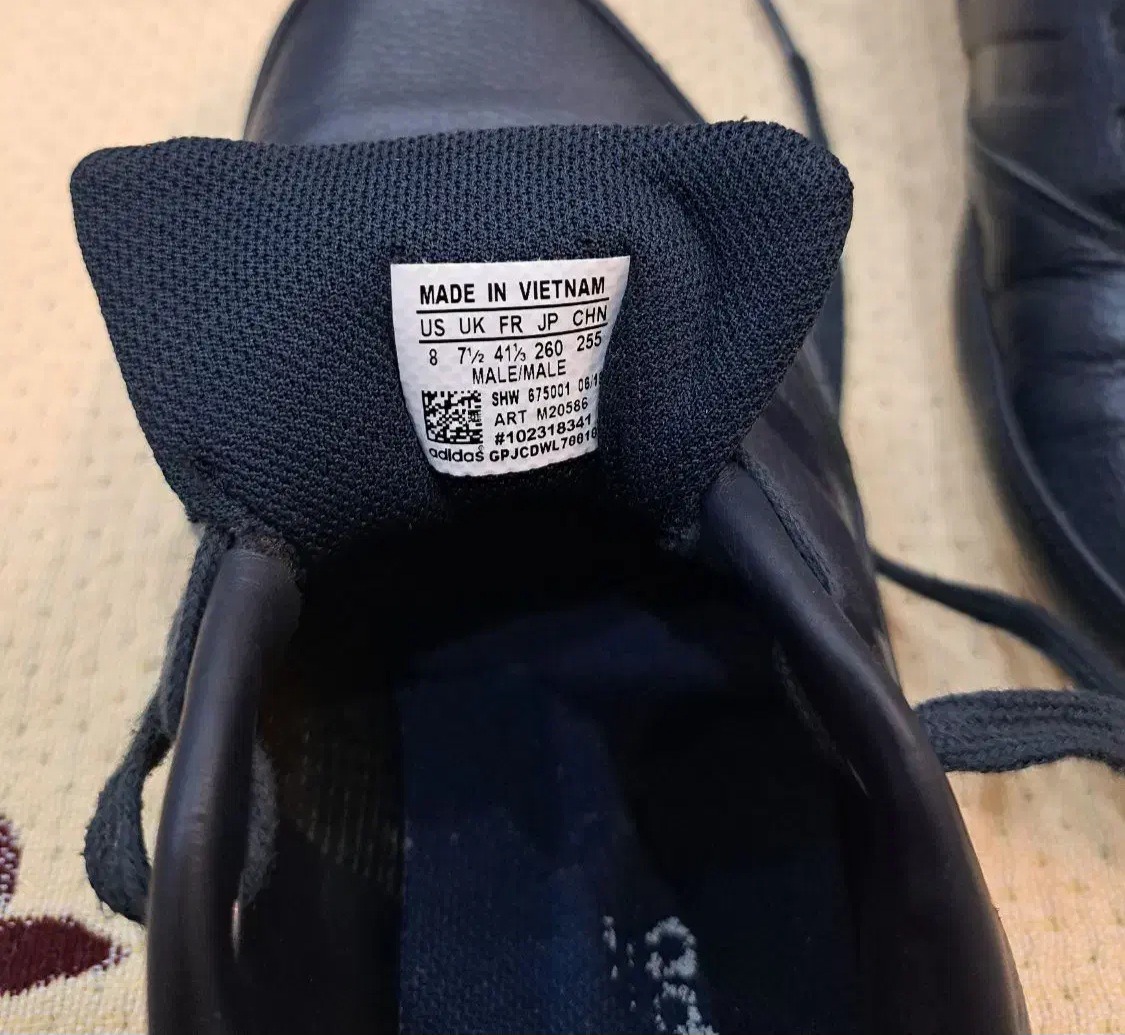 MADE IN VIETNAM
US UK FR JP CHN
8 7½ 41⅓ 260 255
MALE/MALE
SHW 675001
ART M20586
#102318341
adidas